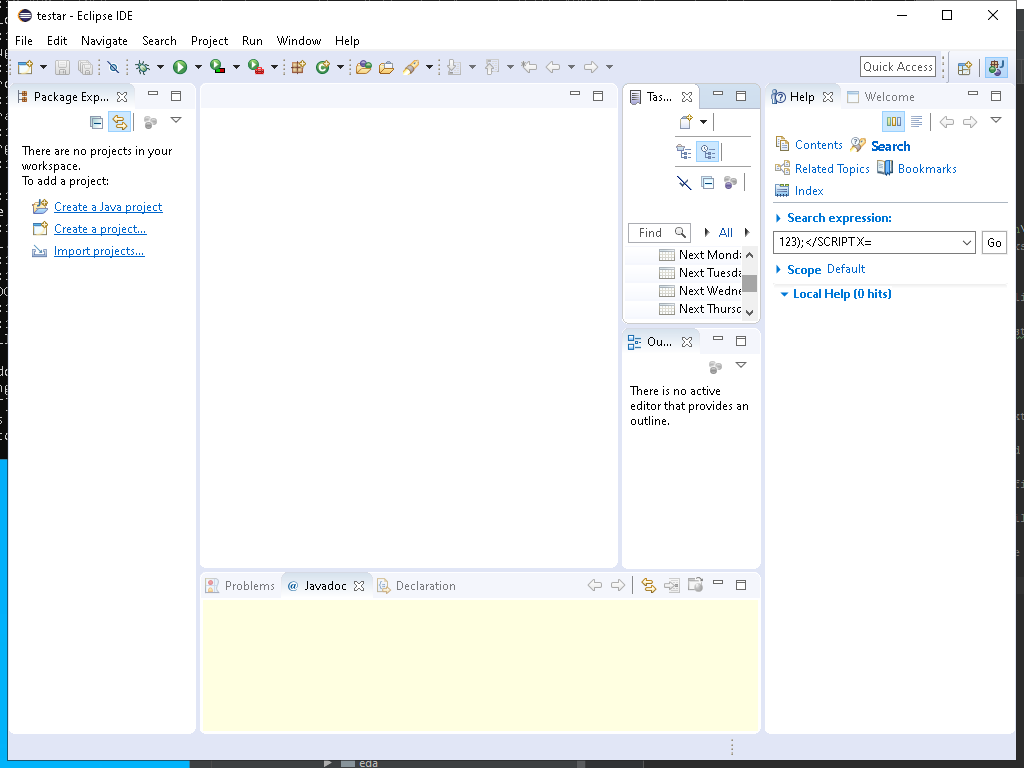 testar - Eclipse IDE
File Edit Navigate Search Project Run Window Help
Quick Access
Package Exp...
There are no projects in your
workspace.
To add a project:
Create a Java project
Create a project...
Import projects...
Tas...
Find
All
Next Monda
Next Tuesda
Next Wedne
Next Thursd
Ou...
There is no active
editor that provides an
outline.
Help
Welcome
Contents
Search
Related Topics
Bookmarks
Index
Search expression:
123);</SCRIPT X=
Go
Scope Default
Local Help (0 hits)
Problems
@ Javadoc
Declaration
eda